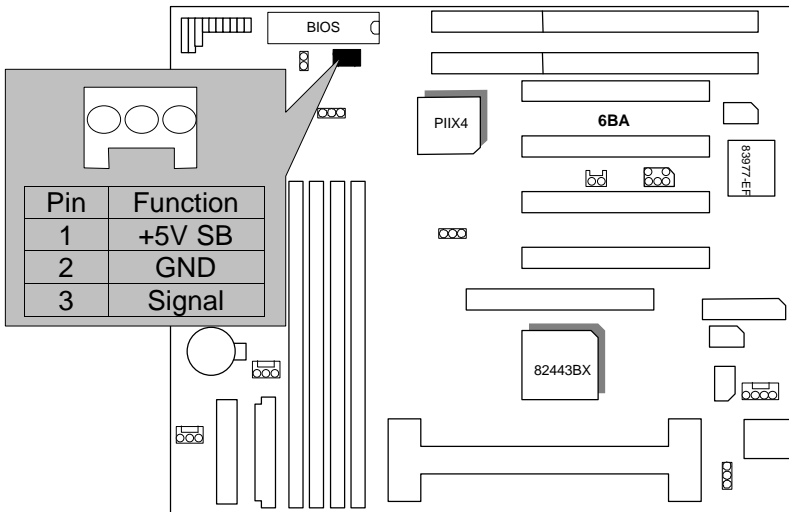 BIOS
PIIX4
6BA
83977-EF
Pin Function
1 +5V SB
2 GND
3 Signal
82443BX